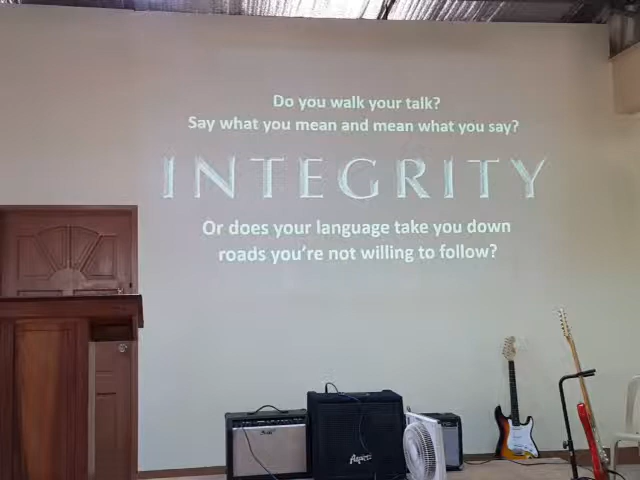 Do you walk your talk?
Say what you mean and mean what you say?
INTEGRITY
Or does your language take you down
roads you're not willing to follow?